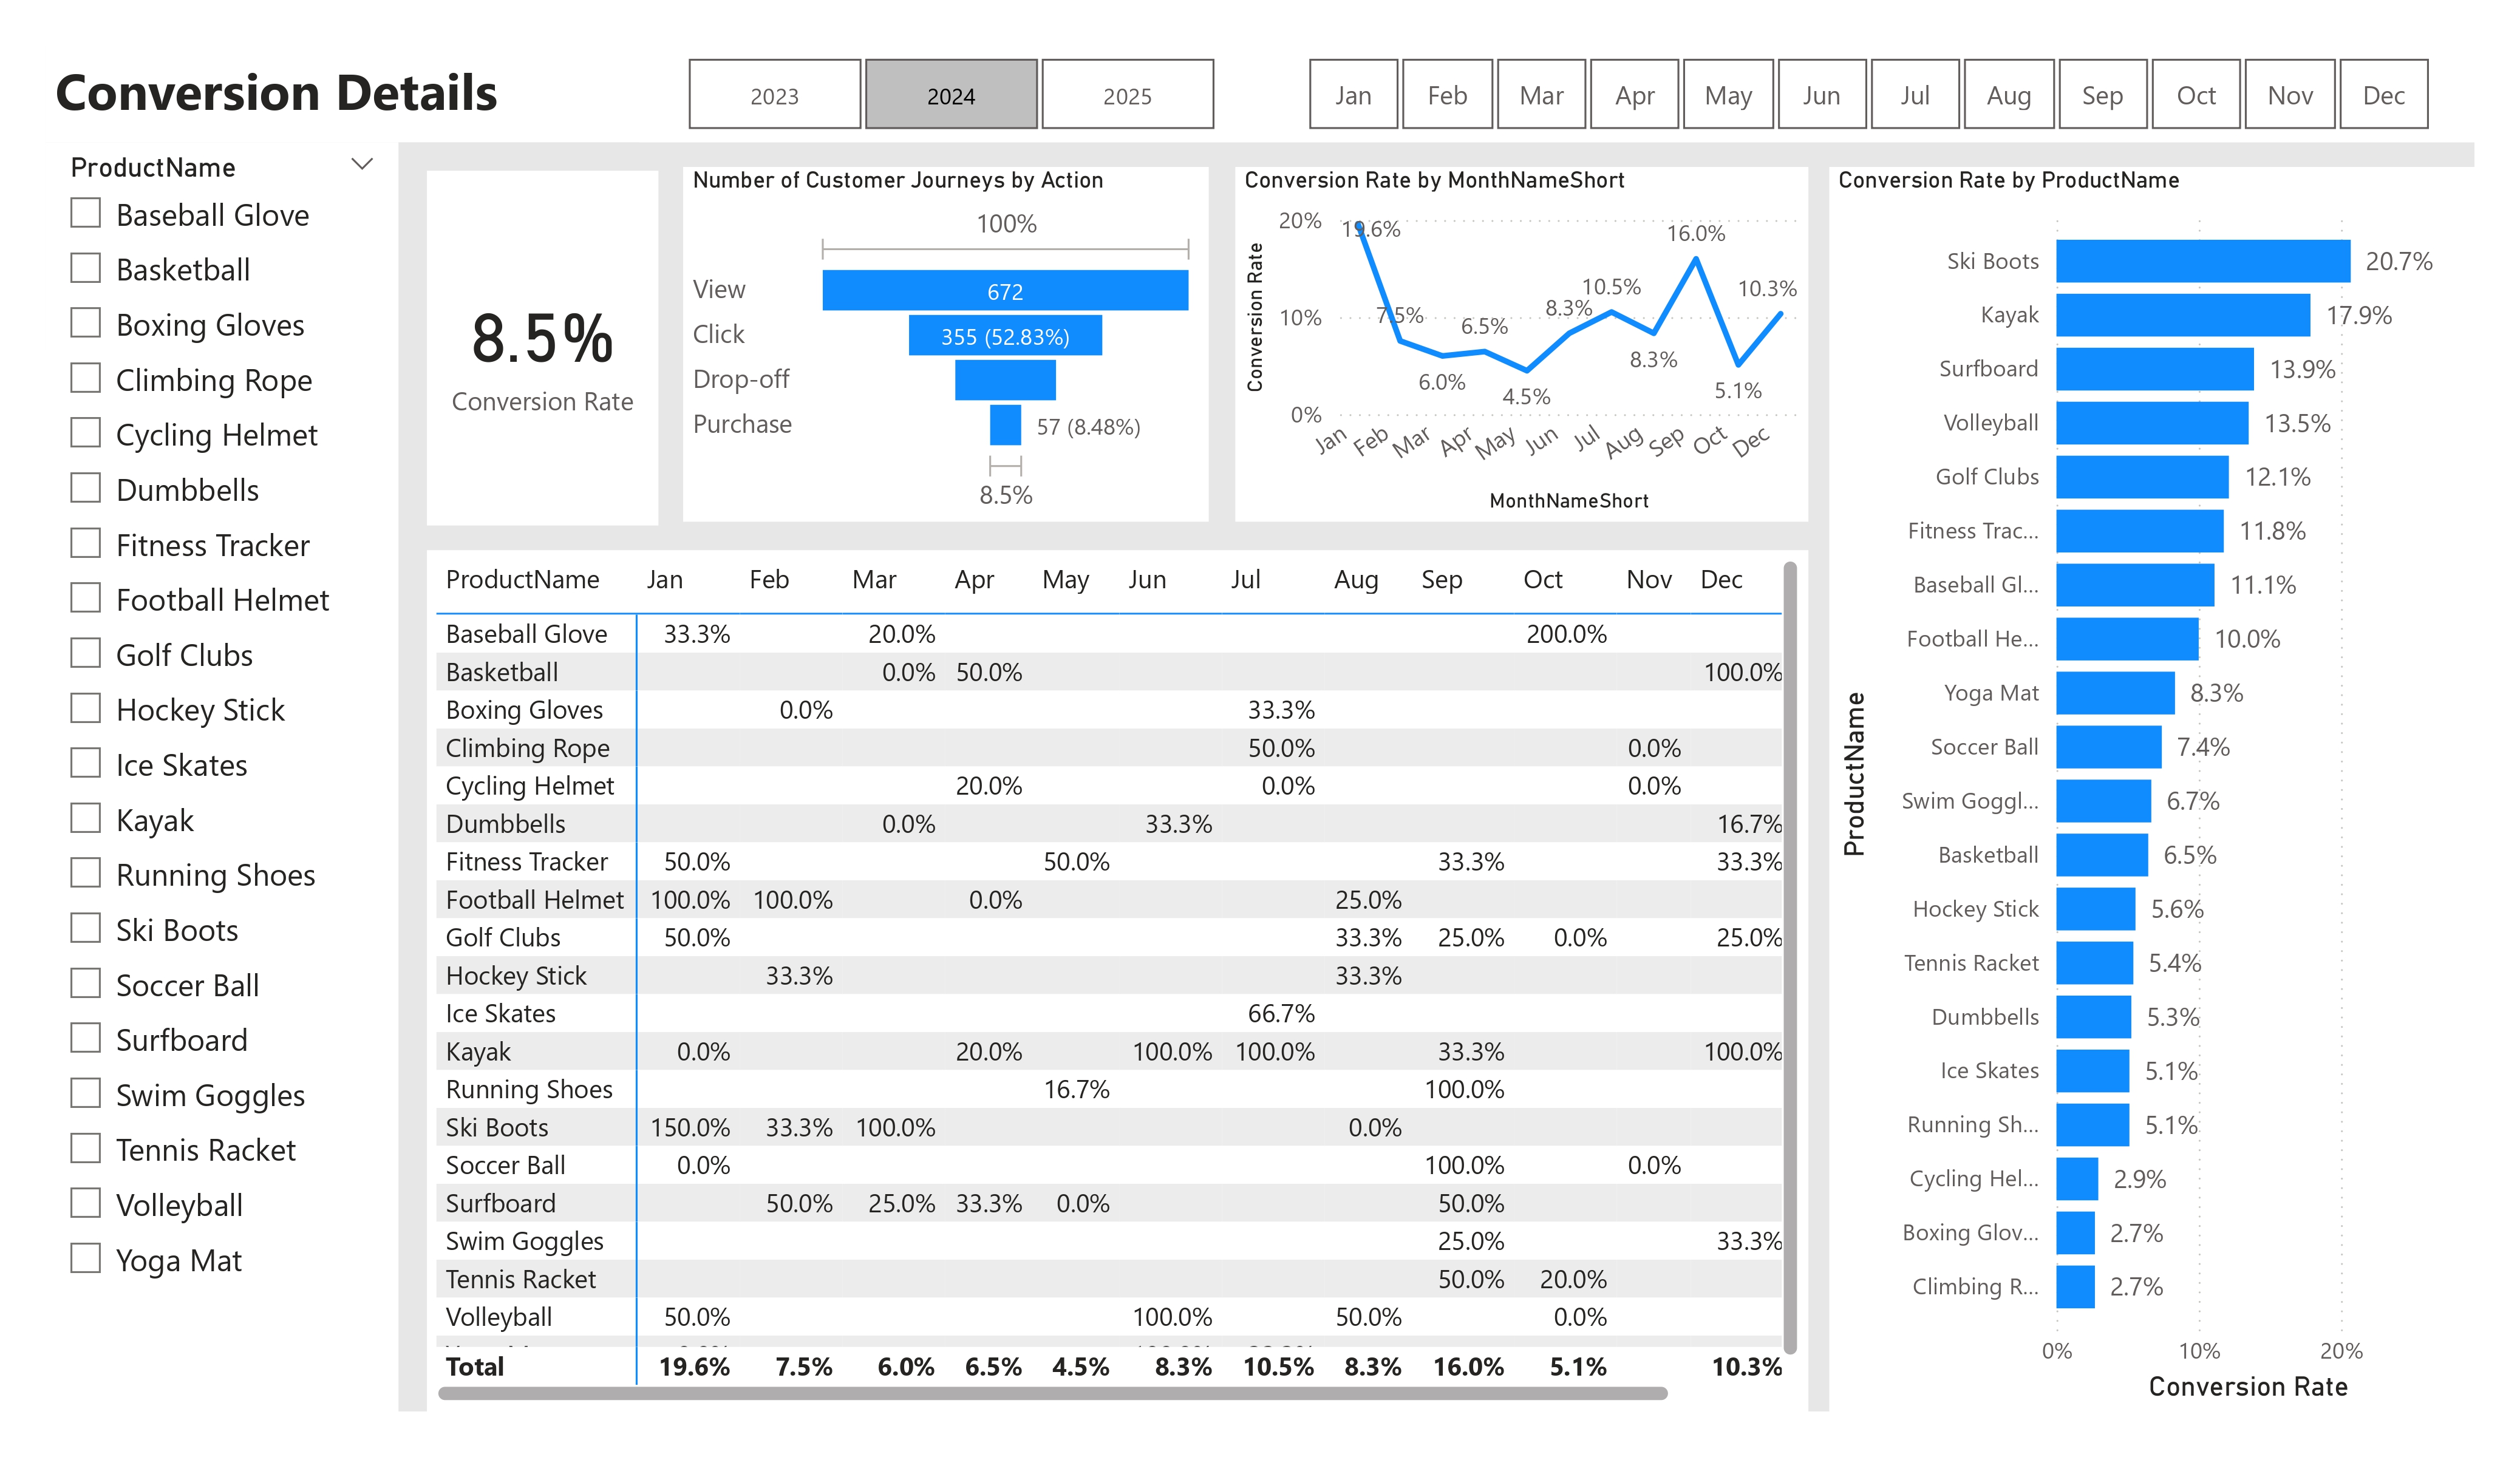 Conversion Details
2023 2024 2025
Jan Feb Mar Apr May Jun Jul Aug Sep Oct Nov Dec
ProductName
Baseball Glove
Basketball
Boxing Gloves
Climbing Rope
Cycling Helmet
Dumbbells
Fitness Tracker
Football Helmet
Golf Clubs
Hockey Stick
Ice Skates
Kayak
Running Shoes
Ski Boots
Soccer Ball
Surfboard
Swim Goggles
Tennis Racket
Volleyball
Yoga Mat
8.5%
Conversion Rate
Number of Customer Journeys by Action
100%
View 672
Click 355 (52.83%)
Drop-off
Purchase 57 (8.48%)
8.5%
Conversion Rate by MonthNameShort
Conversion Rate
20%
10%
0%
19.6% 7.5% 6.0% 6.5% 4.5% 8.3% 10.5% 8.3% 16.0% 5.1% 10.3%
Jan Feb Mar Apr May Jun Jul Aug Sep Oct Dec
MonthNameShort
ProductName Jan Feb Mar Apr May Jun Jul Aug Sep Oct Nov Dec
Baseball Glove 33.3% 20.0% 200.0%
Basketball 0.0% 50.0% 100.0%
Boxing Gloves 0.0% 33.3%
Climbing Rope 50.0% 0.0%
Cycling Helmet 20.0% 0.0% 0.0%
Dumbbells 0.0% 33.3% 16.7%
Fitness Tracker 50.0% 50.0% 33.3% 33.3%
Football Helmet 100.0% 100.0% 0.0% 25.0%
Golf Clubs 50.0% 33.3% 25.0% 0.0% 25.0%
Hockey Stick 33.3% 33.3%
Ice Skates 66.7%
Kayak 0.0% 20.0% 100.0% 100.0% 33.3% 100.0%
Running Shoes 16.7% 100.0%
Ski Boots 150.0% 33.3% 100.0% 0.0%
Soccer Ball 0.0% 100.0% 0.0%
Surfboard 50.0% 25.0% 33.3% 0.0% 50.0%
Swim Goggles 25.0% 33.3%
Tennis Racket 50.0% 20.0%
Volleyball 50.0% 100.0% 50.0% 0.0%
Total 19.6% 7.5% 6.0% 6.5% 4.5% 8.3% 10.5% 8.3% 16.0% 5.1% 10.3%
Conversion Rate by ProductName
ProductName
Ski Boots 20.7%
Kayak 17.9%
Surfboard 13.9%
Volleyball 13.5%
Golf Clubs 12.1%
Fitness Trac... 11.8%
Baseball Gl... 11.1%
Football He... 10.0%
Yoga Mat 8.3%
Soccer Ball 7.4%
Swim Goggl... 6.7%
Basketball 6.5%
Hockey Stick 5.6%
Tennis Racket 5.4%
Dumbbells 5.3%
Ice Skates 5.1%
Running Sh... 5.1%
Cycling Hel... 2.9%
Boxing Glov... 2.7%
Climbing R... 2.7%
0% 10% 20%
Conversion Rate